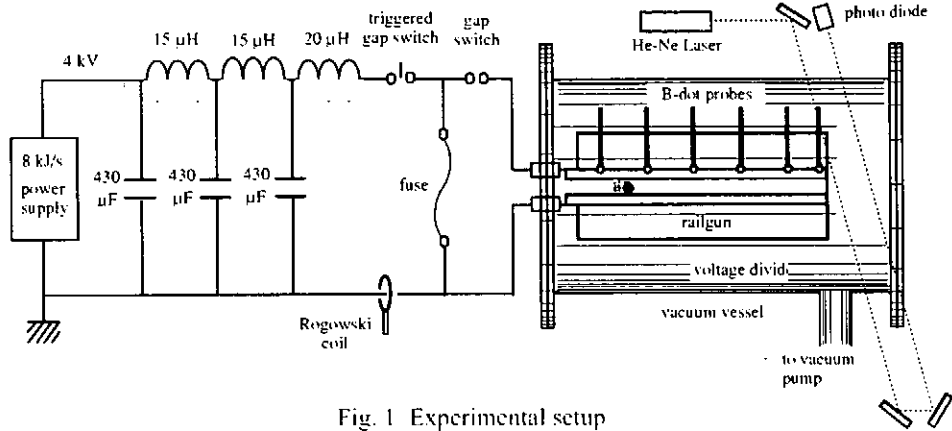 triggered
gap switch
gap
switch
15 µH
15 µH
20 µH
4 kV
He-Ne Laser
photo diode
B-dot probes
8 kJ/s
power
supply
430
µF
430
µF
430
µF
fuse
railgun
voltage divide
vacuum vessel
Rogowski
coil
to vacuum
pump
Fig. 1 Experimental setup